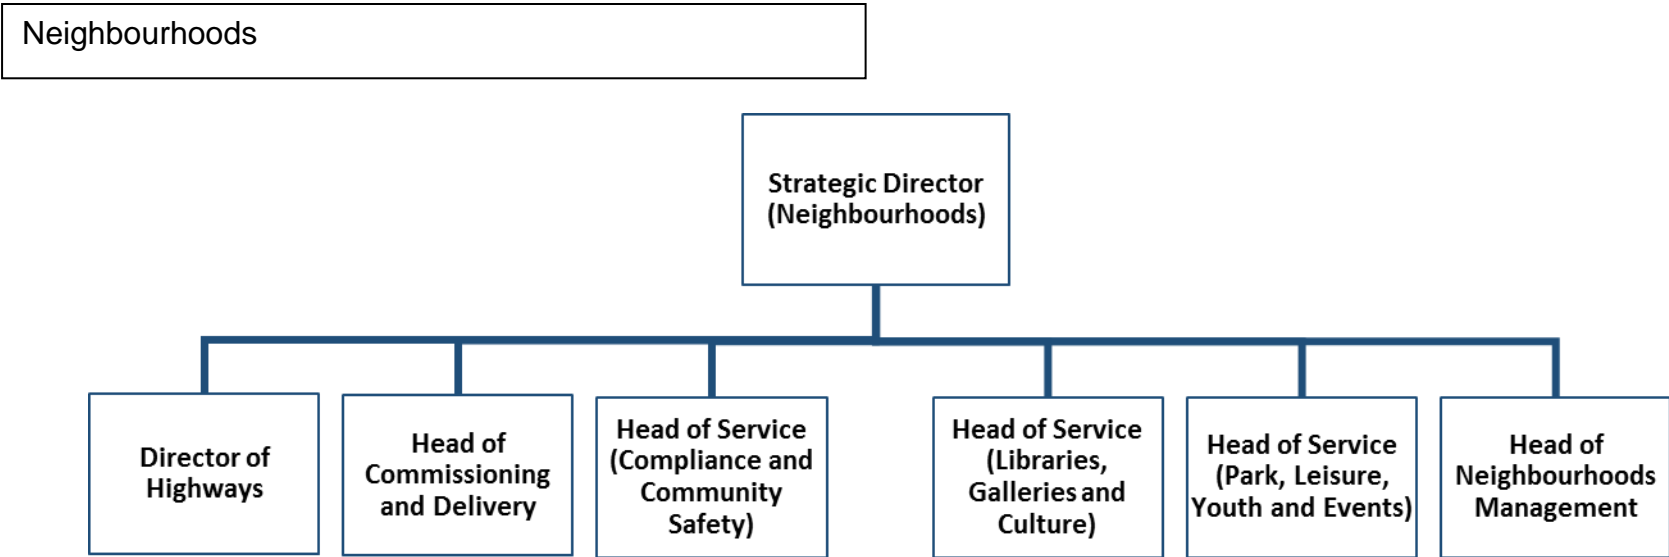 Neighbourhoods
Strategic Director
(Neighbourhoods)
Director of
Highways
Head of
Commissioning
and Delivery
Head of Service
(Compliance and
Community
Safety)
Head of Service
(Libraries,
Galleries and
Culture)
Head of Service
(Park, Leisure,
Youth and Events)
Head of
Neighbourhoods
Management